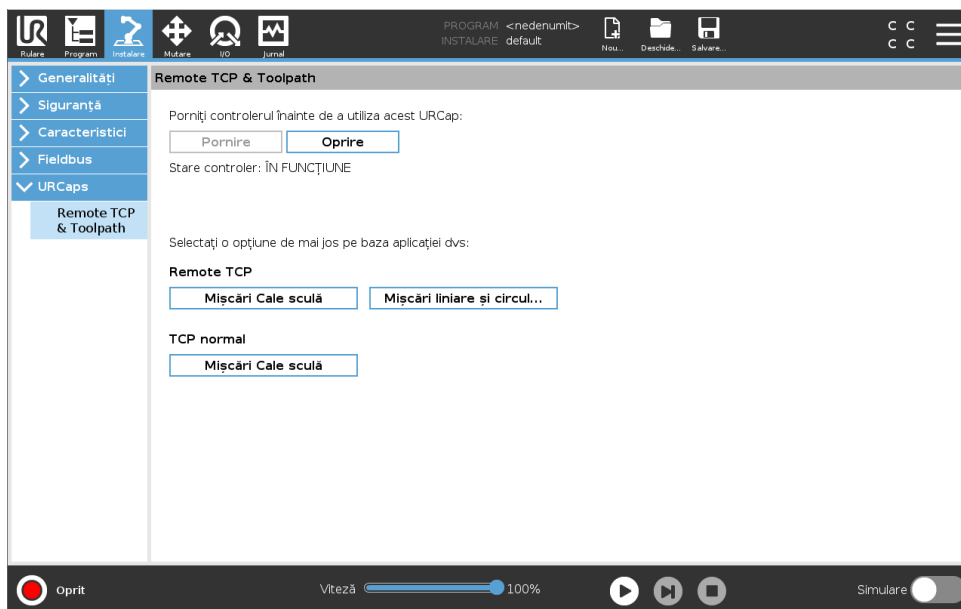 PROGRAM <nedenumit>
INSTALARE default
Rulare Program Instalare Mutare I/O Jurnal Nou... Deschide... Salvare...
C C
C C
Generalități
Siguranță
Caracteristici
Fieldbus
URCaps
Remote TCP
& Toolpath
Remote TCP & Toolpath
Porniți controlerul înainte de a utiliza acest URCap:
Pornire Oprire
Stare controler: ÎN FUNCȚIUNE
Selectați o opțiune de mai jos pe baza aplicației dvs:
Remote TCP
Mișcări Cale sculă Mișcări liniare și circul...
TCP normal
Mișcări Cale sculă
Oprit Viteză 100% Simulare